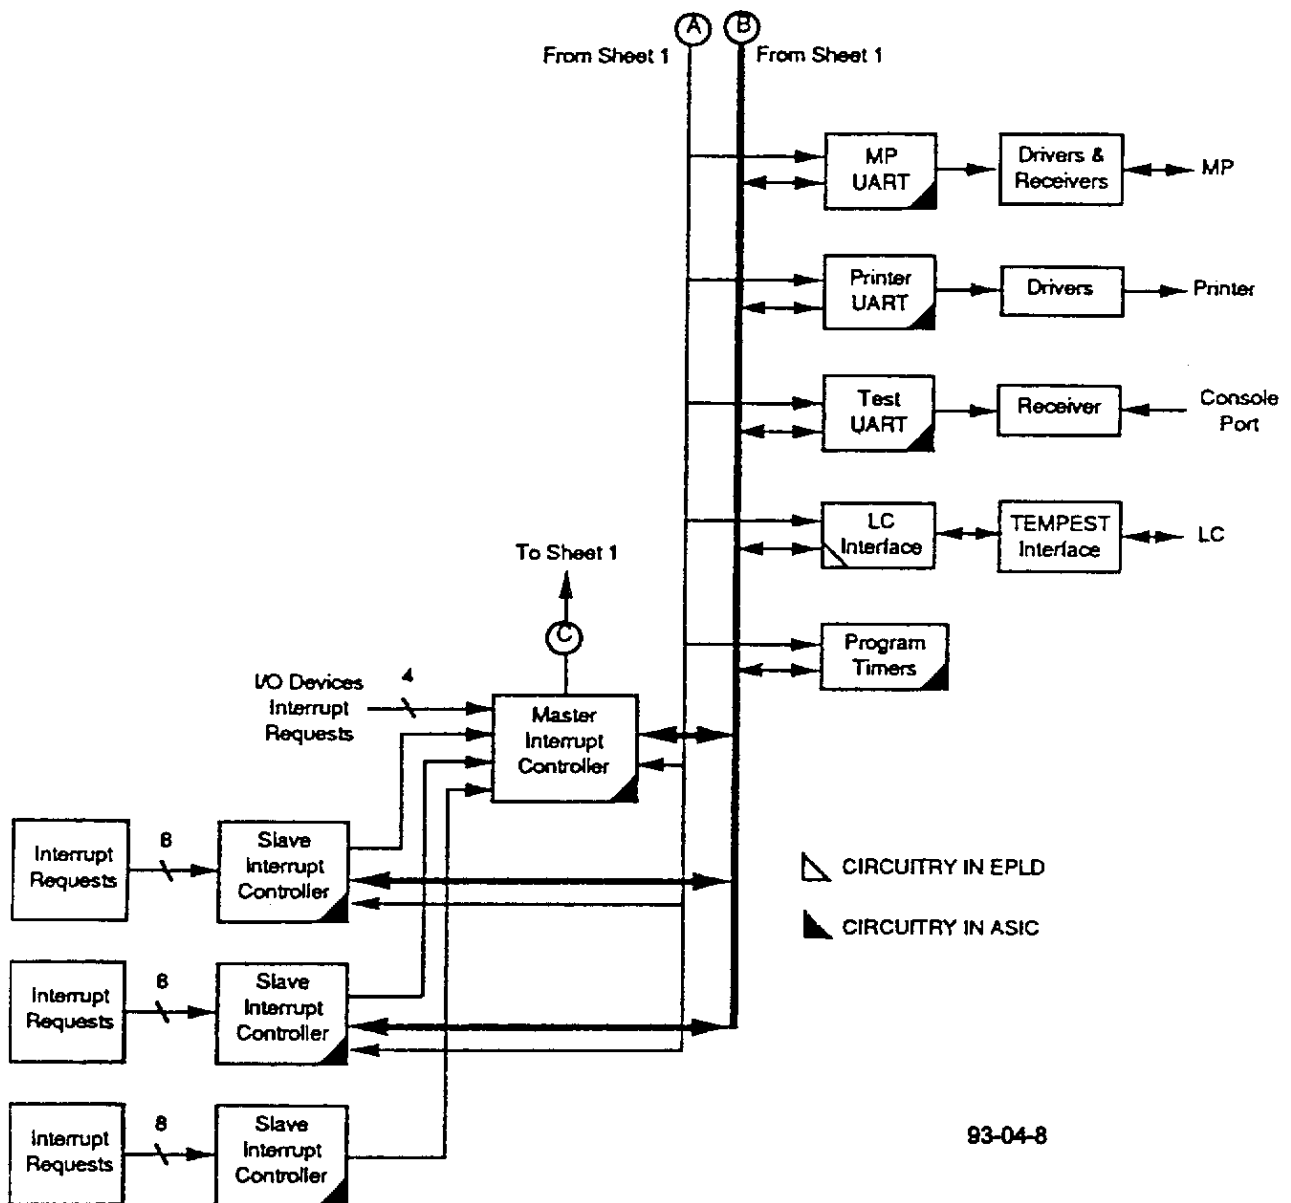 A
B
From Sheet 1
From Sheet 1
MP
UART
Drivers &
Receivers
MP
Printer
UART
Drivers
Printer
Test
UART
Receiver
Console
Port
LC
Interface
TEMPEST
Interface
LC
To Sheet 1
C
Program
Timers
I/O Devices
Interrupt
Requests
4
Master
Interrupt
Controller
Interrupt
Requests
8
Slave
Interrupt
Controller
CIRCUITRY IN EPLD
CIRCUITRY IN ASIC
Interrupt
Requests
8
Slave
Interrupt
Controller
Interrupt
Requests
8
Slave
Interrupt
Controller
93-04-8